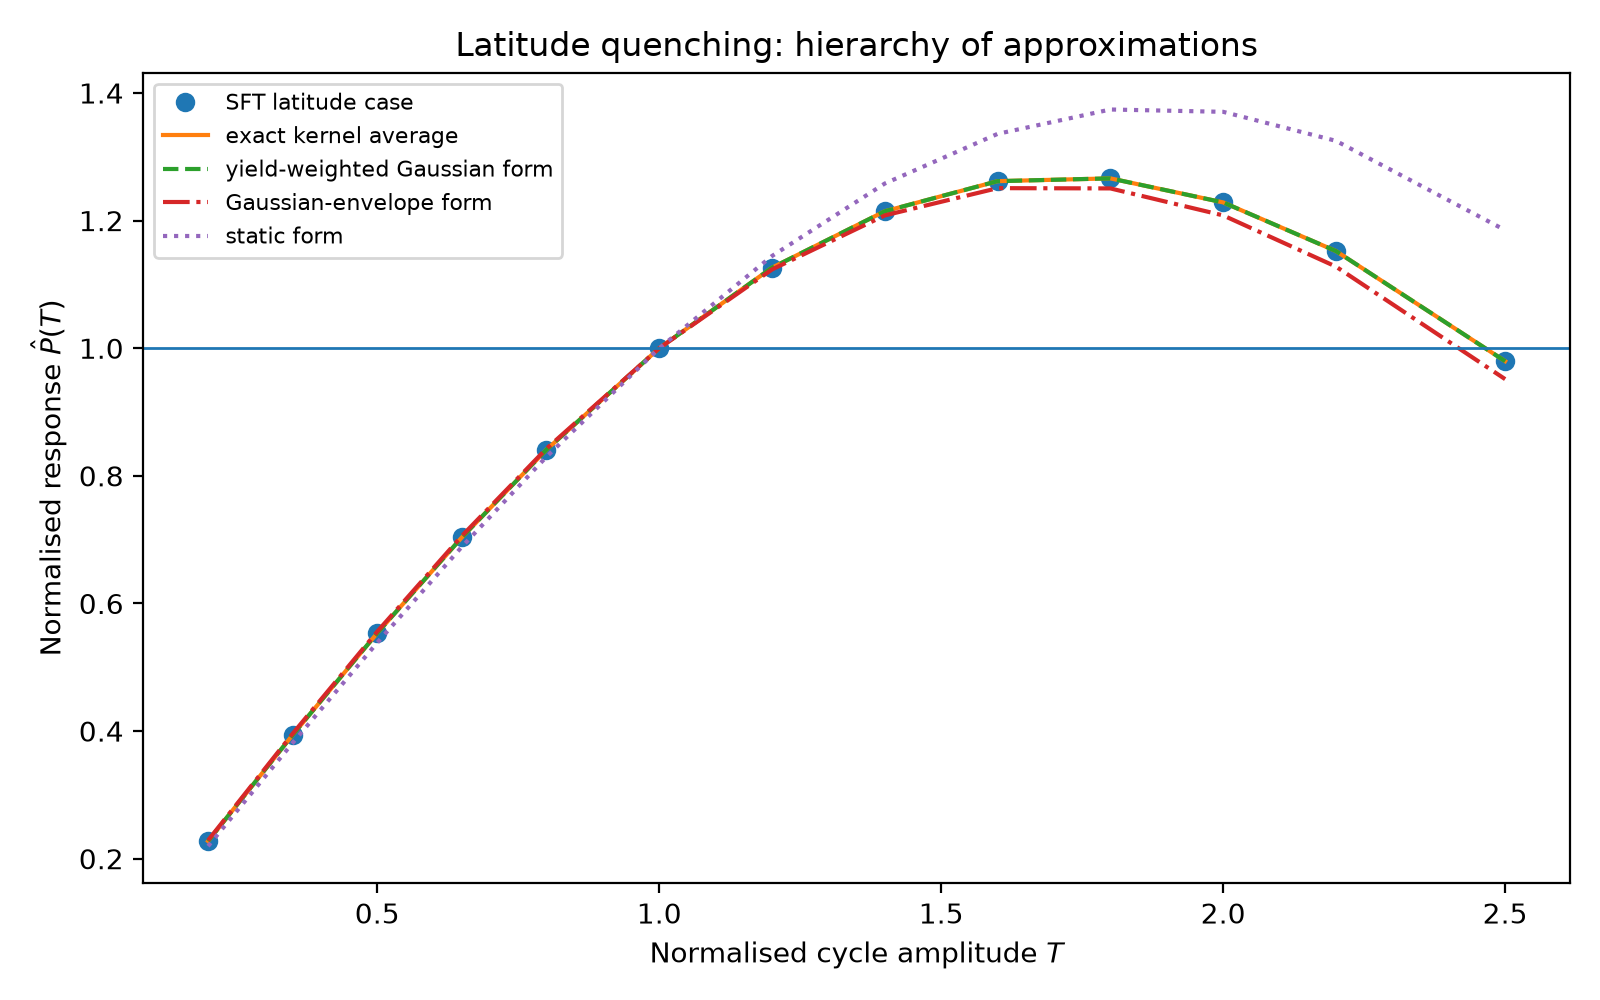 Latitude quenching: hierarchy of approximations
SFT latitude case
exact kernel average
yield-weighted Gaussian form
Gaussian-envelope form
static form
Normalised response P̂(T)
1.4
1.2
1.0
0.8
0.6
0.4
0.2
0.5 1.0 1.5 2.0 2.5
Normalised cycle amplitude T